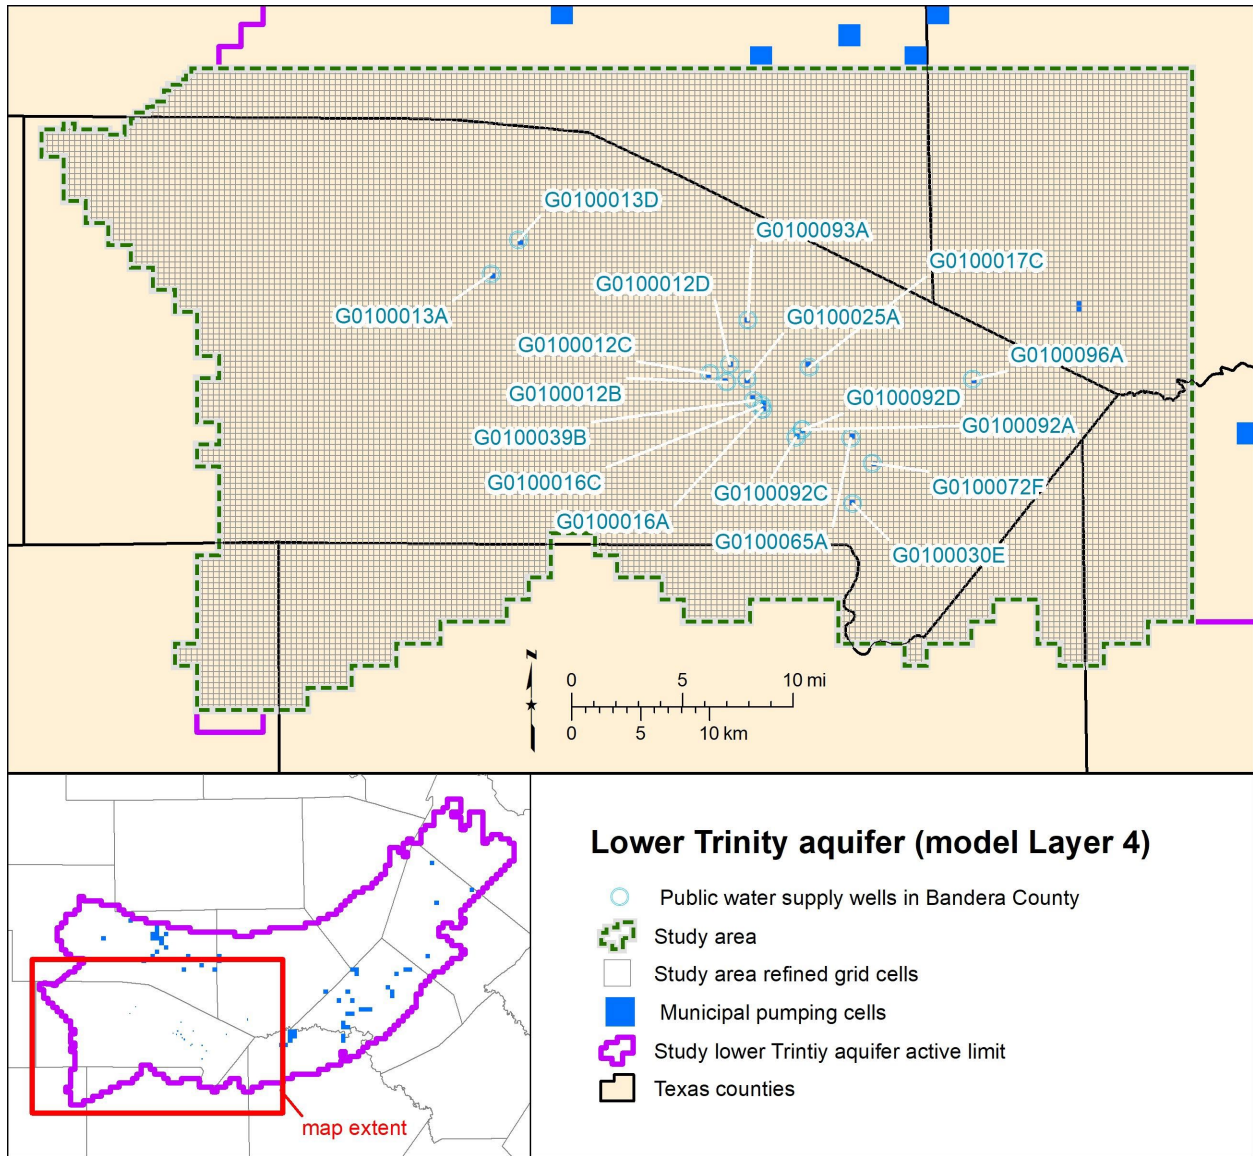 G0100013D
G0100093A
G0100017C
G0100012D
G0100013A
G0100025A
G0100012C
G0100096A
G0100012B
G0100092D
G0100092A
G0100039B
G0100016C
G0100092C
G0100072F
G0100016A
G0100065A
G0100030E
N
0 5 10 mi
0 5 10 km
map extent
Lower Trinity aquifer (model Layer 4)
Public water supply wells in Bandera County
Study area
Study area refined grid cells
Municipal pumping cells
Study lower Trintiy aquifer active limit
Texas counties